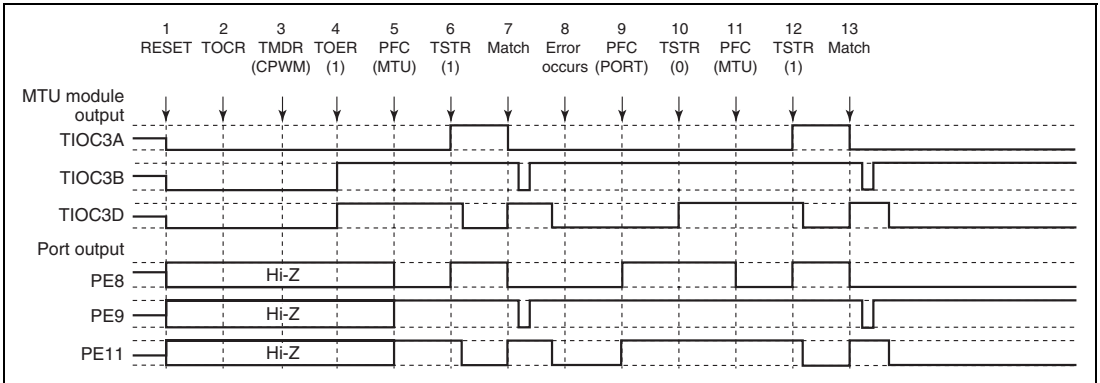 1 2 3 4 5 6 7 8 9 10 11 12 13
RESET TOCR TMDR TOER PFC TSTR Match Error PFC TSTR PFC TSTR Match
(CPWM) (1) (MTU) (1) occurs (PORT) (0) (MTU) (1)
MTU module
output
TIOC3A
TIOC3B
TIOC3D
Port output
PE8 Hi-Z
PE9 Hi-Z
PE11 Hi-Z